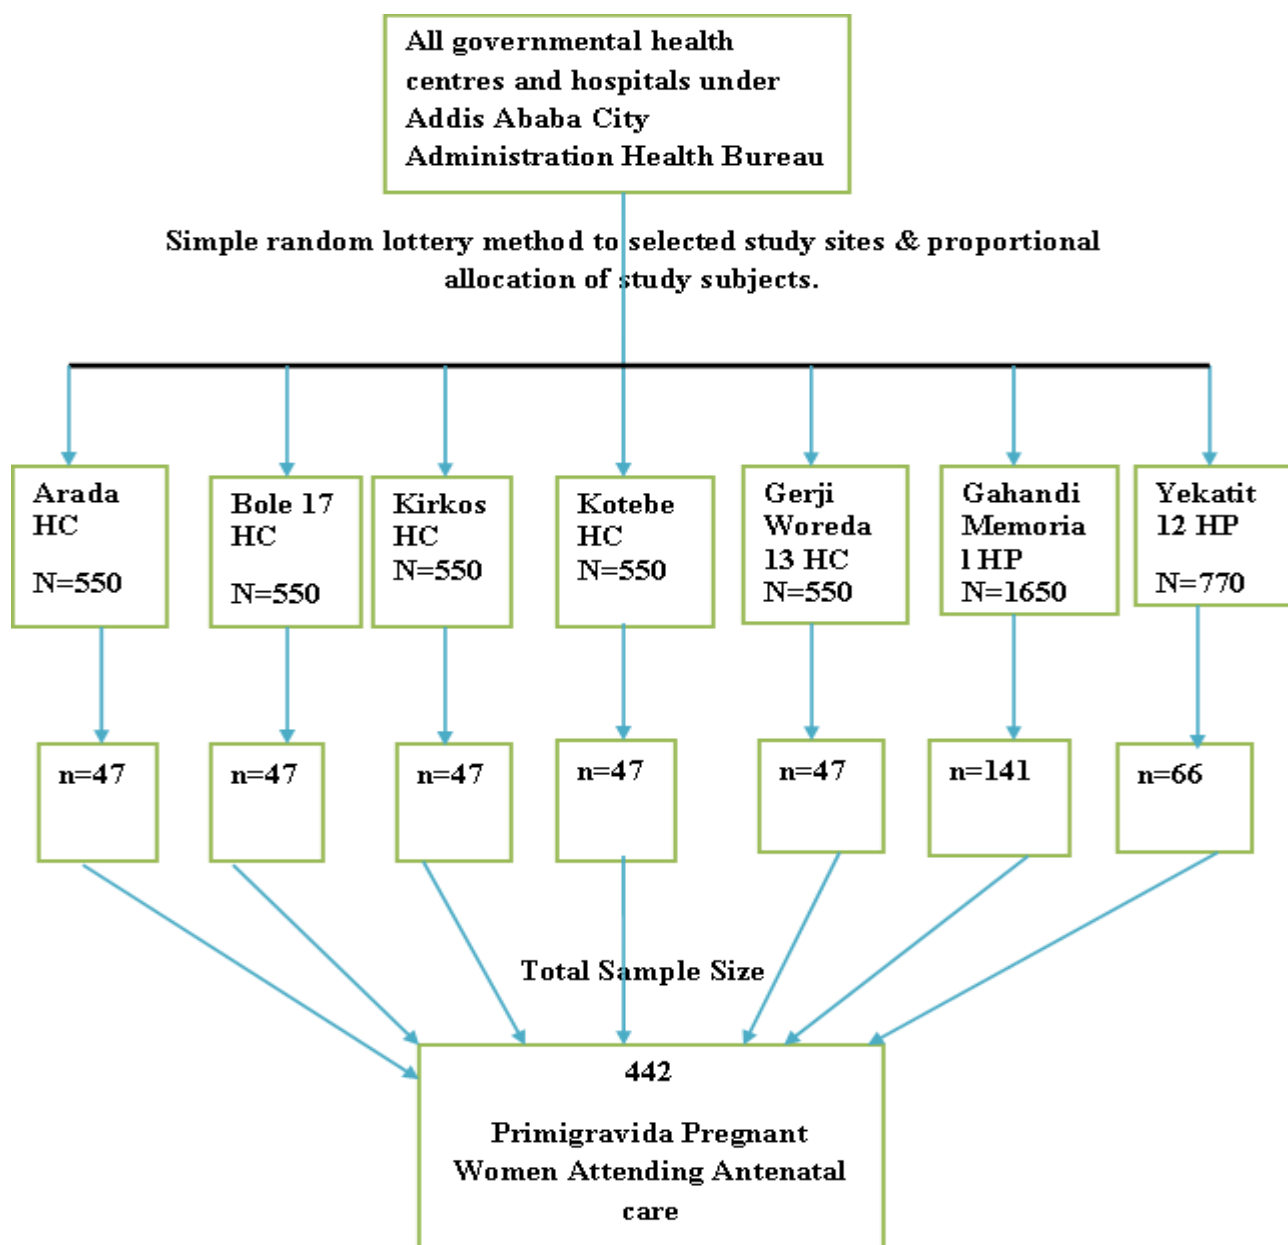 All governmental health
centres and hospitals under
Addis Ababa City
Administration Health Bureau
Simple random lottery method to selected study sites & proportional
allocation of study subjects.
Arada
HC
N=550
Bole 17
HC
N=550
Kirkos
HC
N=550
Kotebe
HC
N=550
Gerji
Woreda
13 HC
N=550
Gahandi
Memoria
l HP
N=1650
Yekatit
12 HP
N=770
n=47
n=47
n=47
n=47
n=47
n=141
n=66
Total Sample Size
442
Primigravida Pregnant
Women Attending Antenatal
care